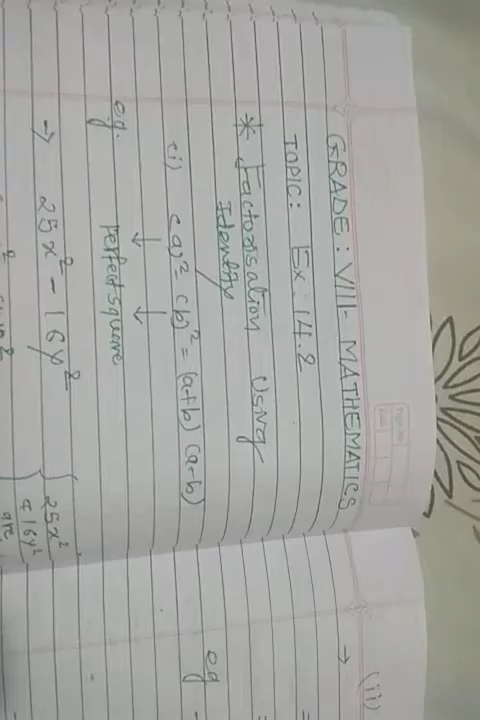 GRADE: VIII - MATHEMATICS
TOPIC: Ex 14.2
* Factorisation Using
Identity
(i) (a)² - (b)² = (a+b) (a-b)
↓ ↓
Perfect square
e.g.
→ 25x² - 16y² { 25x²
16y²
are
(ii)
→
eg